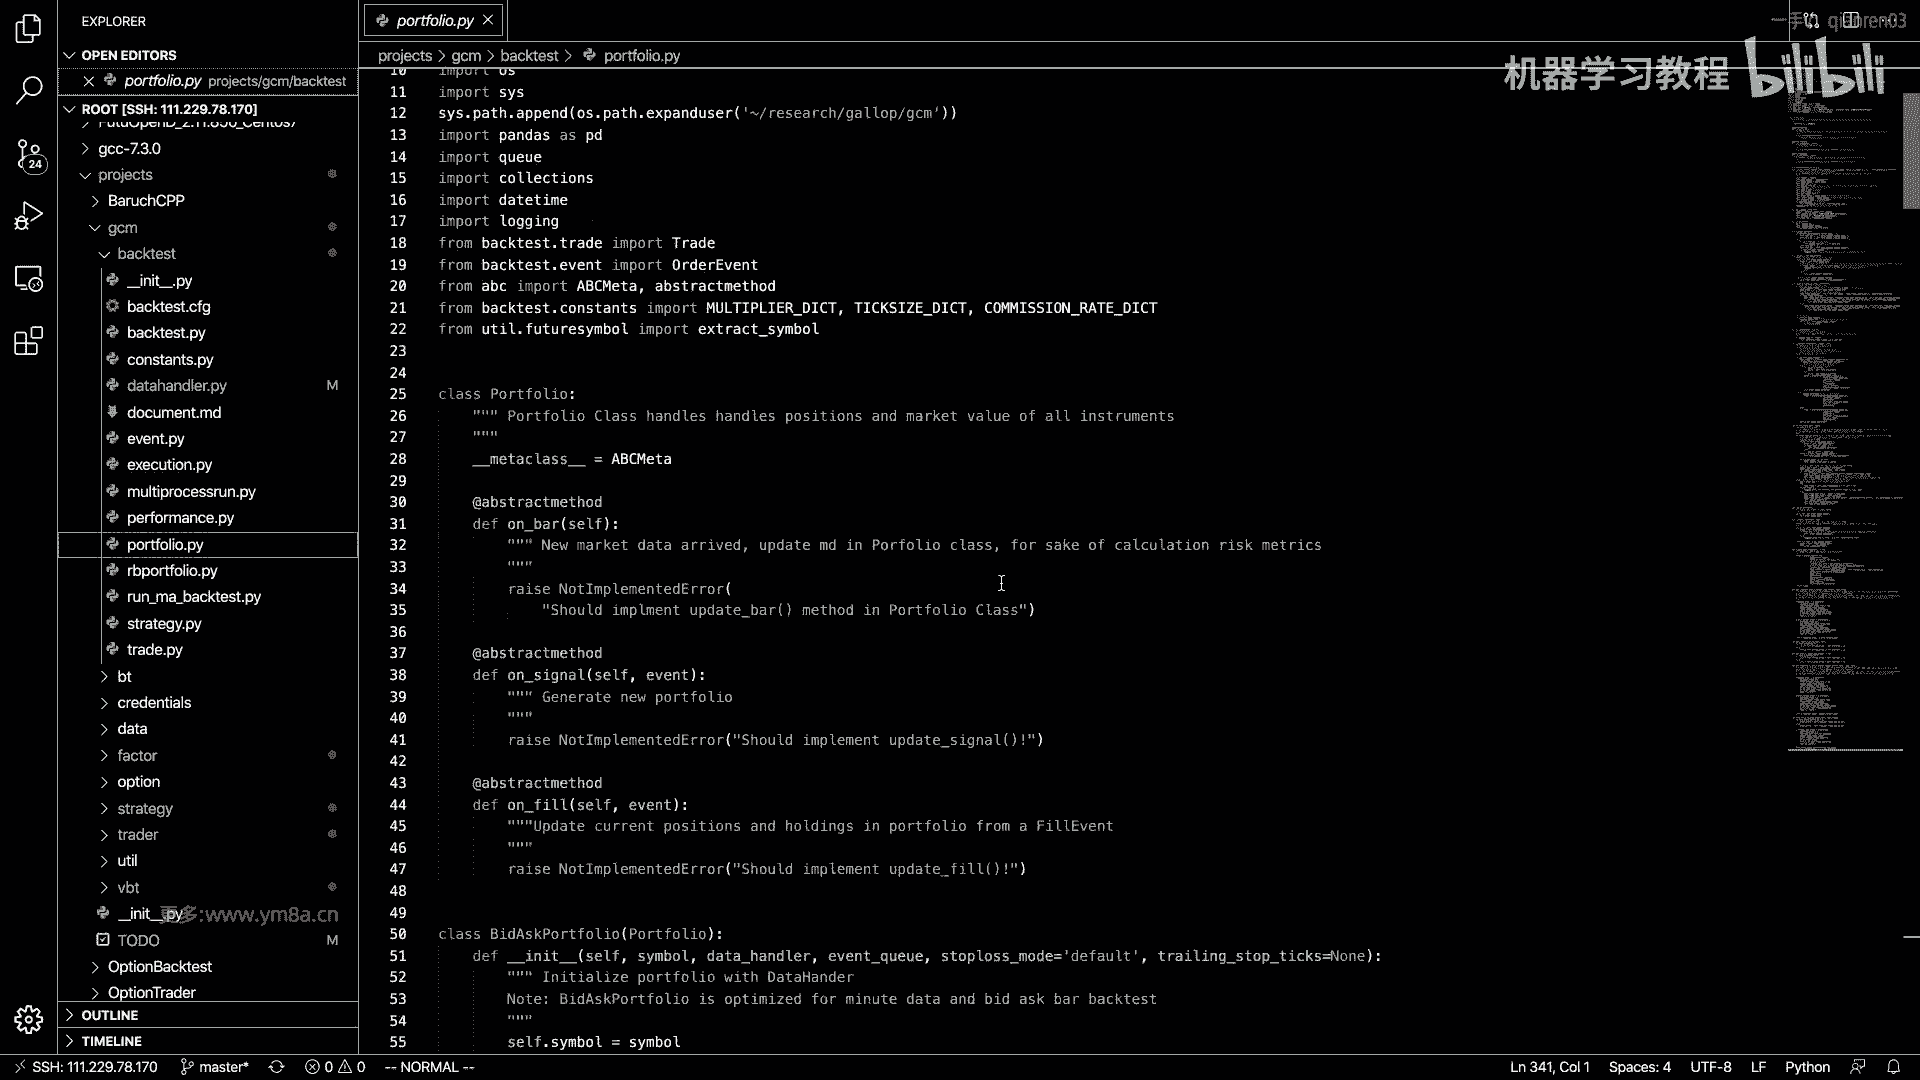 EXPLORER
OPEN EDITORS
portfolio.py projects/gcm/backtest
ROOT [SSH: 111.229.78.170]
gcc-7.3.0
projects
BaruchCPP
gcm
backtest
__init__.py
backtest.cfg
backtest.py
constants.py
datahandler.py M
document.md
event.py
execution.py
multiprocessrun.py
performance.py
portfolio.py
rbportfolio.py
run_ma_backtest.py
strategy.py
trade.py
bt
credentials
data
factor
option
strategy
trader
util
vbt
__init__.py
更多:www.ym8a.cn
TODO M
OptionBacktest
OptionTrader
OUTLINE
TIMELINE
24
portfolio.py
projects > gcm > backtest > portfolio.py
qianren03
机器学习教程 bilibili
10 import os
11 import sys
12 sys.path.append(os.path.expanduser('~/research/gallop/gcm'))
13 import pandas as pd
14 import queue
15 import collections
16 import datetime
17 import logging
18 from backtest.trade import Trade
19 from backtest.event import OrderEvent
20 from abc import ABCMeta, abstractmethod
21 from backtest.constants import MULTIPLIER_DICT, TICKSIZE_DICT, COMMISSION_RATE_DICT
22 from util.futuresymbol import extract_symbol
23
24
25 class Portfolio:
26 """ Portfolio Class handles handles positions and market value of all instruments
27 """
28 __metaclass__ = ABCMeta
29
30 @abstractmethod
31 def on_bar(self):
32 """ New market data arrived, update md in Porfolio class, for sake of calculation risk metrics
33 """
34 raise NotImplementedError(
35 "Should implment update_bar() method in Portfolio Class")
36
37 @abstractmethod
38 def on_signal(self, event):
39 """ Generate new portfolio
40 """
41 raise NotImplementedError("Should implement update_signal()!")
42
43 @abstractmethod
44 def on_fill(self, event):
45 """Update current positions and holdings in portfolio from a FillEvent
46 """
47 raise NotImplementedError("Should implement update_fill()!")
48
49
50 class BidAskPortfolio(Portfolio):
51 def __init__(self, symbol, data_handler, event_queue, stoploss_mode='default', trailing_stop_ticks=None):
52 """ Initialize portfolio with DataHander
53 Note: BidAskPortfolio is optimized for minute data and bid ask bar backtest
54 """
55 self.symbol = symbol
SSH: 111.229.78.170 master* 0 0 -- NORMAL -- Ln 341, Col 1 Spaces: 4 UTF-8 LF Python